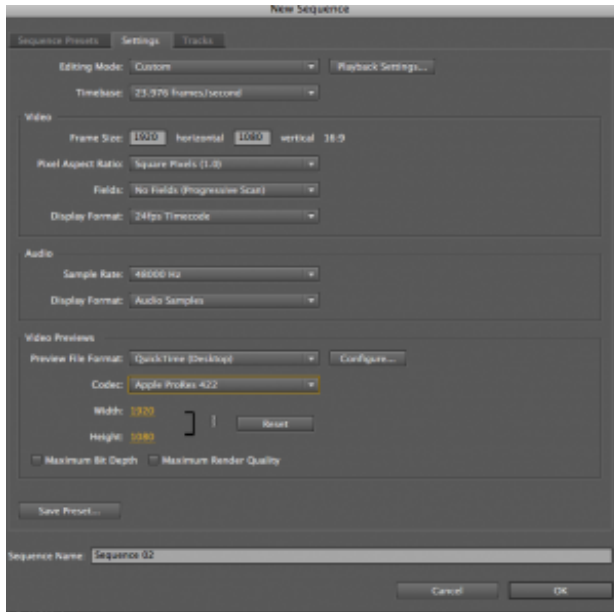 New Sequence
Sequence Presets Settings Tracks
Editing Mode: Custom Playback Settings...
Timebase: 23.976 frames/second
Video
Frame Size: 1920 horizontal 1080 vertical 16:9
Pixel Aspect Ratio: Square Pixels (1.0)
Fields: No Fields (Progressive Scan)
Display Format: 24fps Timecode
Audio
Sample Rate: 48000 Hz
Display Format: Audio Samples
Video Previews
Preview File Format: QuickTime (Desktop) Configure...
Codec: Apple ProRes 422
Width: 1920
Reset
Height: 1080
Maximum Bit Depth Maximum Render Quality
Save Preset...
Sequence Name: Sequence 02
Cancel OK